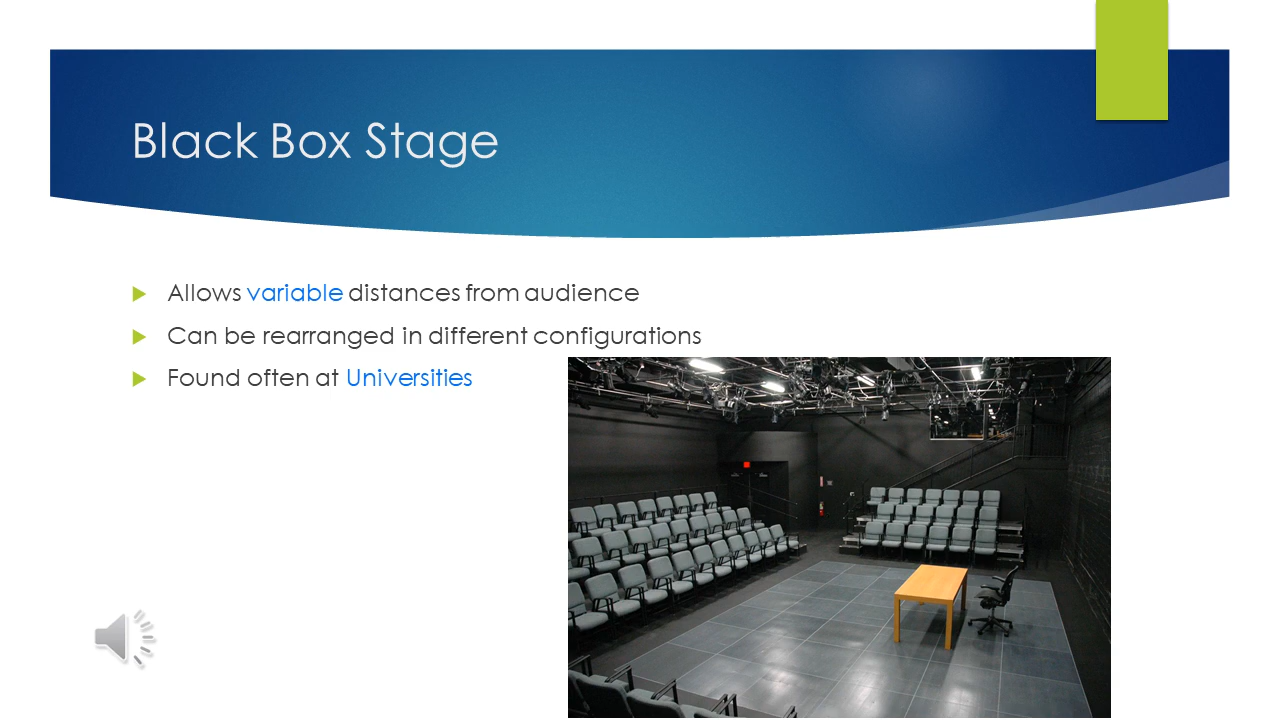 Black Box Stage
Allows variable distances from audience
Can be rearranged in different configurations
Found often at Universities